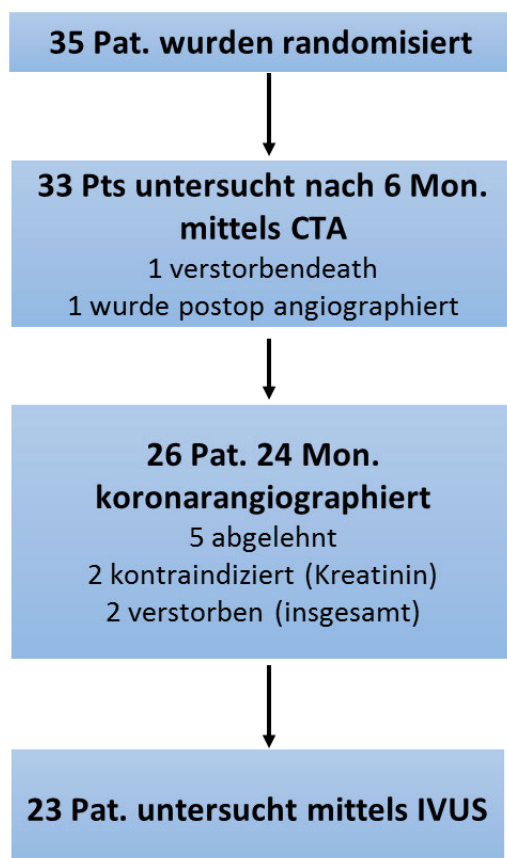 35 Pat. wurden randomisiert
33 Pts untersucht nach 6 Mon.
mittels CTA
1 verstorbendeath
1 wurde postop angiographiert
26 Pat. 24 Mon.
koronarangiographiert
5 abgelehnt
2 kontraindiziert (Kreatinin)
2 verstorben (insgesamt)
23 Pat. untersucht mittels IVUS